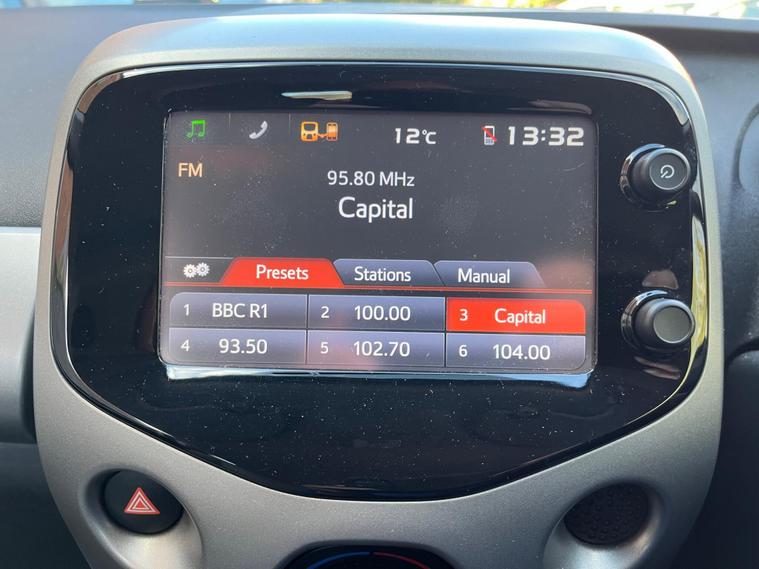 12°C 13:32
FM
95.80 MHz
Capital
Presets Stations Manual
1 BBC R1 2 100.00 3 Capital
4 93.50 5 102.70 6 104.00